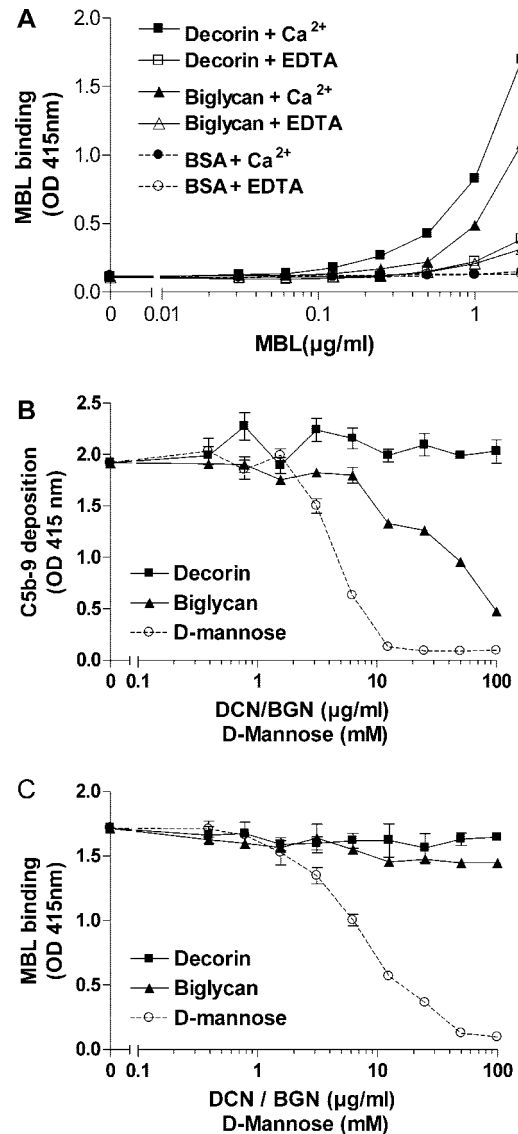 A
MBL binding
(OD 415nm)
2.0
1.5
1.0
0.5
0.0
Decorin + Ca2+
Decorin + EDTA
Biglycan + Ca2+
Biglycan + EDTA
BSA + Ca2+
BSA + EDTA
0 0.01 0.1 1
MBL(µg/ml)
B
C5b-9 deposition
(OD 415 nm)
2.5
2.0
1.5
1.0
0.5
0.0
Decorin
Biglycan
D-mannose
0 0.1 1 10 100
DCN/BGN (µg/ml)
D-Mannose (mM)
C
MBL binding
(OD 415nm)
2.0
1.5
1.0
0.5
0.0
Decorin
Biglycan
D-mannose
0 0.1 1 10 100
DCN / BGN (µg/ml)
D-Mannose (mM)